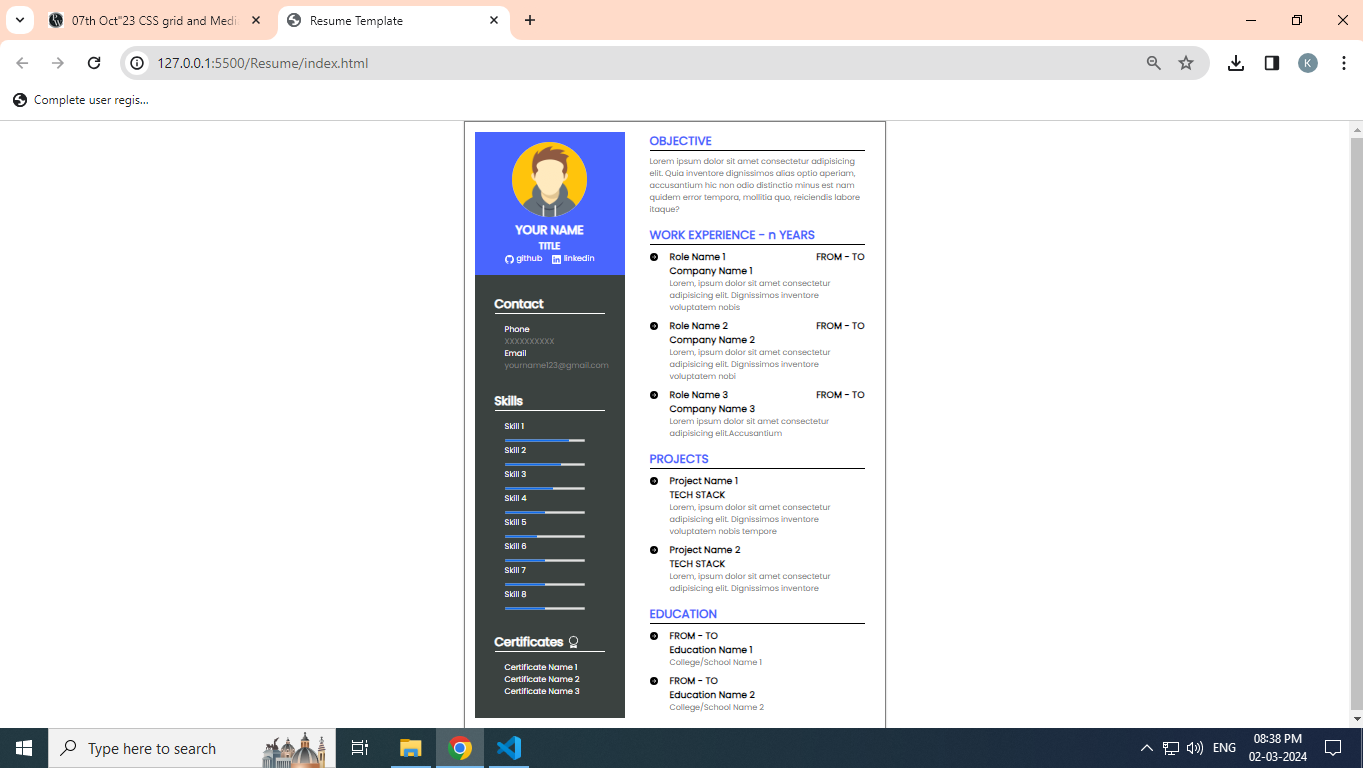 07th Oct"23 CSS grid and Medi
Resume Template
127.0.0.1:5500/Resume/index.html
K
Complete user regis...
YOUR NAME
TITLE
github linkedin
Contact
Phone
XXXXXXXXXX
Email
yourname123@gmail.com
Skills
Skill 1
Skill 2
Skill 3
Skill 4
Skill 5
Skill 6
Skill 7
Skill 8
Certificates
Certificate Name 1
Certificate Name 2
Certificate Name 3
OBJECTIVE
Lorem ipsum dolor sit amet consectetur adipisicing
elit. Quia inventore dignissimos alias optio aperiam,
accusantium hic non odio distinctio minus est nam
quidem error tempora, mollitia quo, reiciendis labore
itaque?
WORK EXPERIENCE - n YEARS
Role Name 1 FROM - TO
Company Name 1
Lorem, ipsum dolor sit amet consectetur
adipisicing elit. Dignissimos inventore
voluptatem nobis
Role Name 2 FROM - TO
Company Name 2
Lorem, ipsum dolor sit amet consectetur
adipisicing elit. Dignissimos inventore
voluptatem nobi
Role Name 3 FROM - TO
Company Name 3
Lorem ipsum dolor sit amet consectetur
adipisicing elit.Accusantium
PROJECTS
Project Name 1
TECH STACK
Lorem, ipsum dolor sit amet consectetur
adipisicing elit. Dignissimos inventore
voluptatem nobis tempore
Project Name 2
TECH STACK
Lorem, ipsum dolor sit amet consectetur
adipisicing elit. Dignissimos inventore
EDUCATION
FROM - TO
Education Name 1
College/School Name 1
FROM - TO
Education Name 2
College/School Name 2
Type here to search
ENG
08:38 PM
02-03-2024